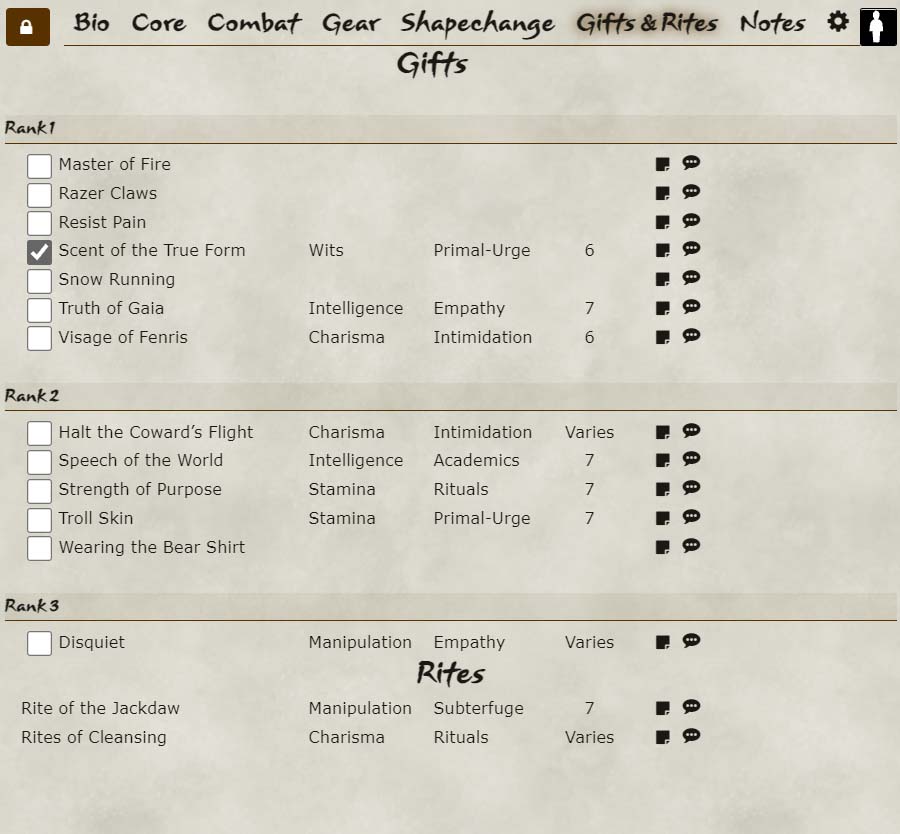 Bio Core Combat Gear Shapechange Gifts & Rites Notes
Gifts
Rank 1
Master of Fire
Razer Claws
Resist Pain
Scent of the True Form Wits Primal-Urge 6
Snow Running
Truth of Gaia Intelligence Empathy 7
Visage of Fenris Charisma Intimidation 6
Rank 2
Halt the Coward’s Flight Charisma Intimidation Varies
Speech of the World Intelligence Academics 7
Strength of Purpose Stamina Rituals 7
Troll Skin Stamina Primal-Urge 7
Wearing the Bear Shirt
Rank 3
Disquiet Manipulation Empathy Varies
Rites
Rite of the Jackdaw Manipulation Subterfuge 7
Rites of Cleansing Charisma Rituals Varies